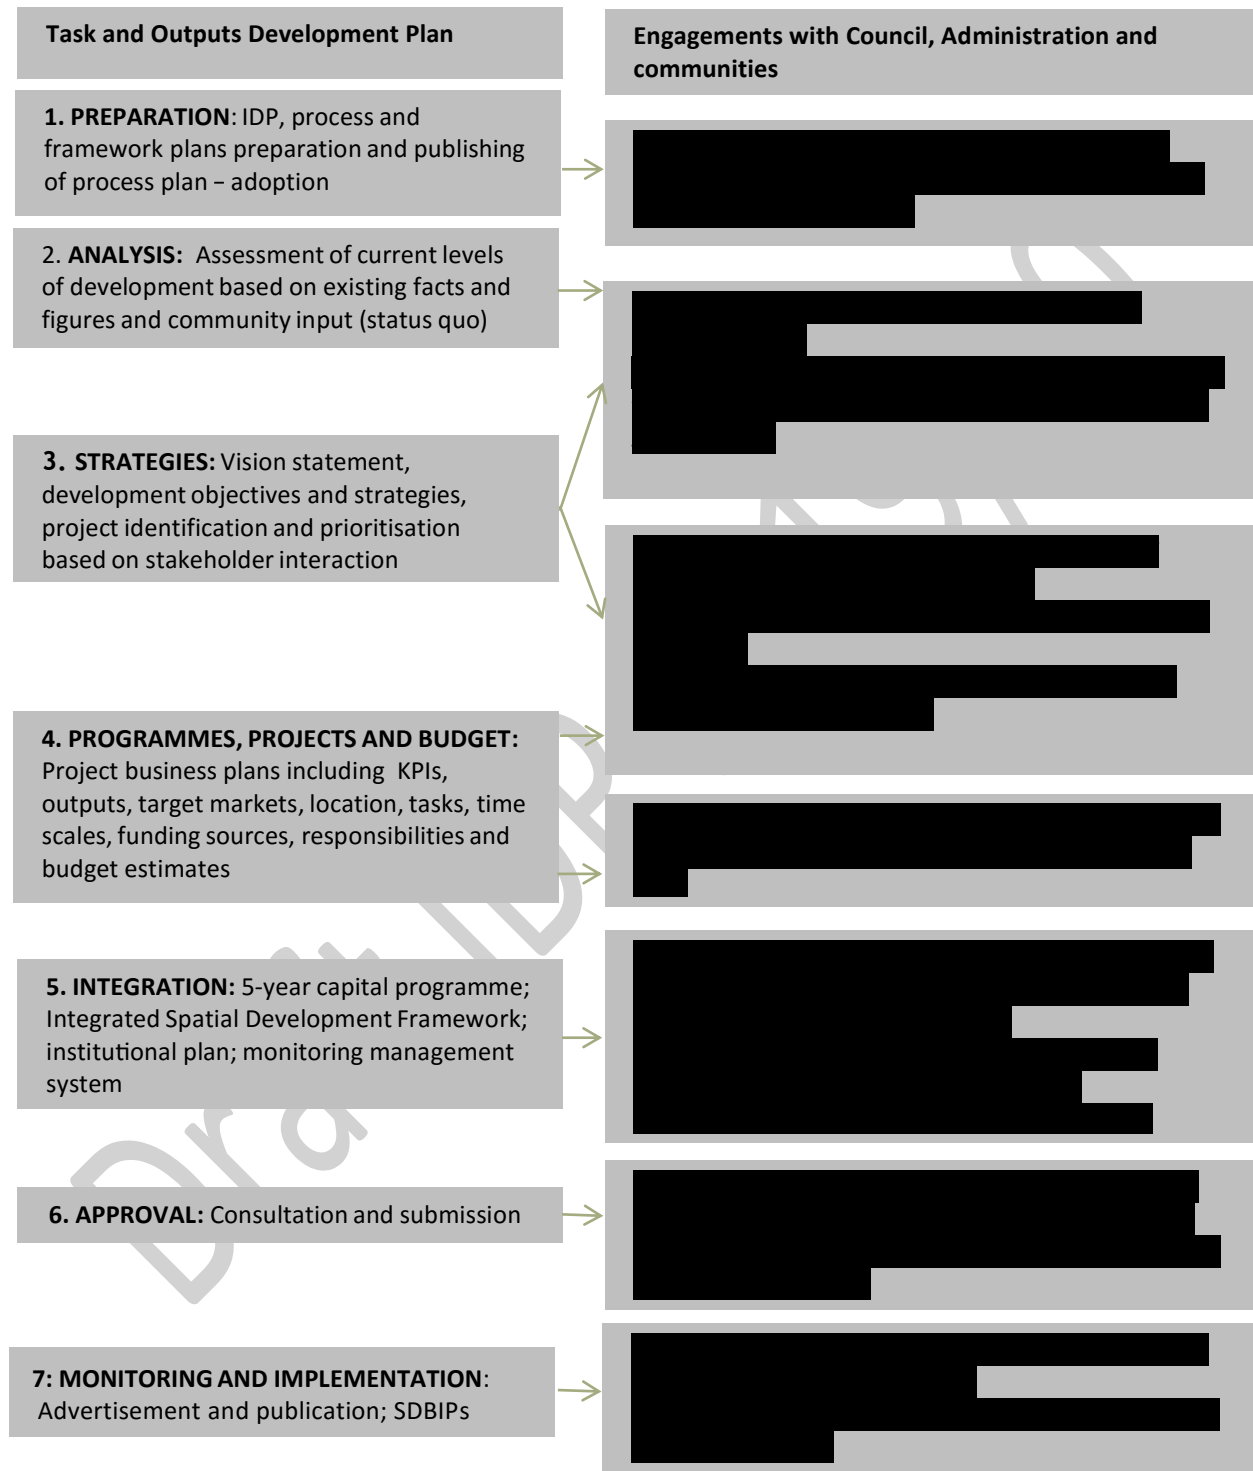 Task and Outputs Development Plan
Engagements with Council, Administration and
communities
1. PREPARATION: IDP, process and
framework plans preparation and publishing
of process plan – adoption
2. ANALYSIS: Assessment of current levels
of development based on existing facts and
figures and community input (status quo)
3. STRATEGIES: Vision statement,
development objectives and strategies,
project identification and prioritisation
based on stakeholder interaction
4. PROGRAMMES, PROJECTS AND BUDGET:
Project business plans including KPIs,
outputs, target markets, location, tasks, time
scales, funding sources, responsibilities and
budget estimates
5. INTEGRATION: 5-year capital programme;
Integrated Spatial Development Framework;
institutional plan; monitoring management
system
6. APPROVAL: Consultation and submission
7: MONITORING AND IMPLEMENTATION:
Advertisement and publication; SDBIPs
Draft IDP